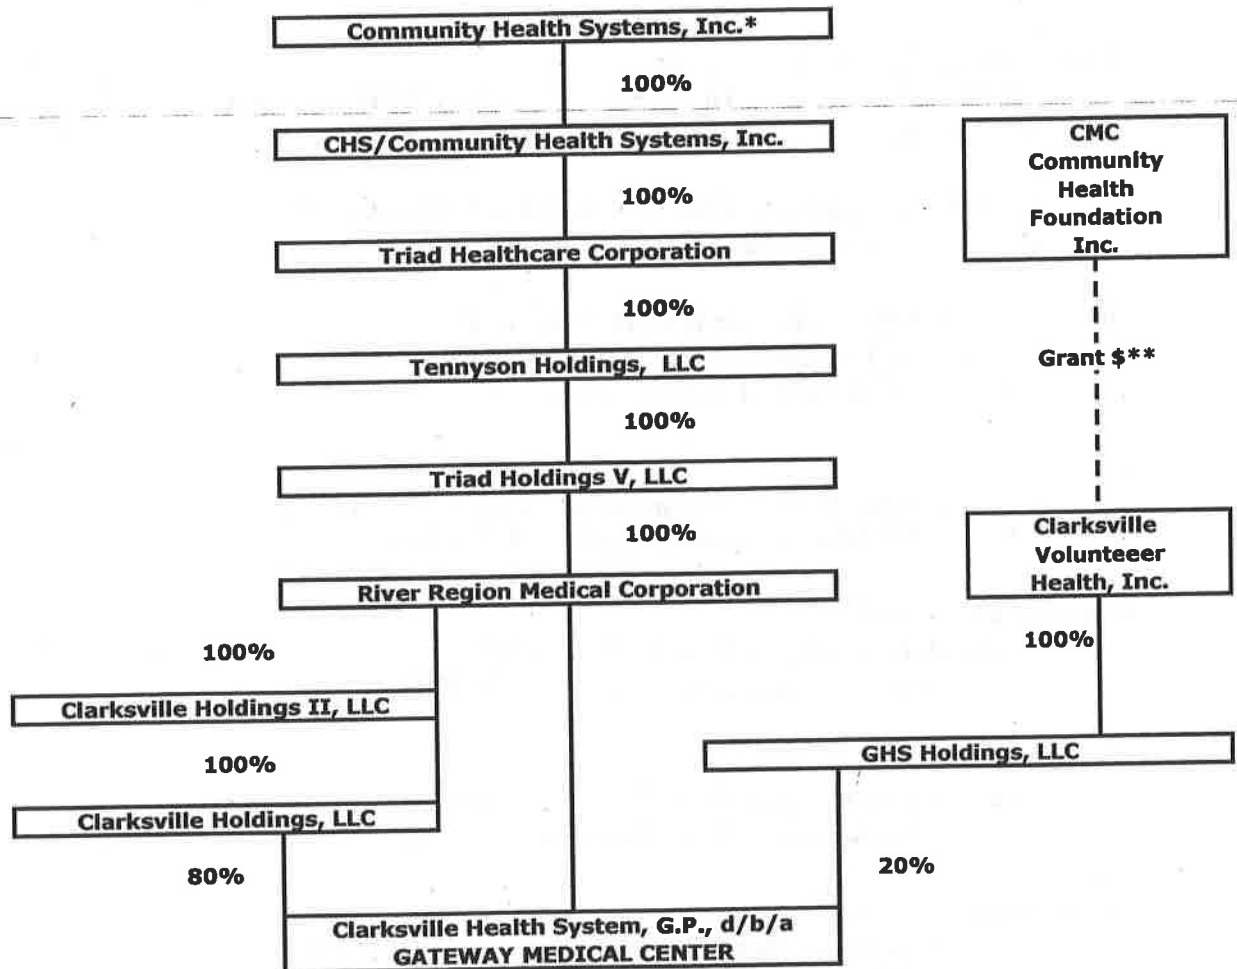 Community Health Systems, Inc.*
100%
CHS/Community Health Systems, Inc.
100%
Triad Healthcare Corporation
100%
Tennyson Holdings, LLC
100%
Triad Holdings V, LLC
100%
River Region Medical Corporation
CMC
Community
Health
Foundation
Inc.
Grant $**
Clarksville
Volunteeer
Health, Inc.
100%
100%
Clarksville Holdings II, LLC
100%
GHS Holdings, LLC
Clarksville Holdings, LLC
80%
20%
Clarksville Health System, G.P., d/b/a
GATEWAY MEDICAL CENTER